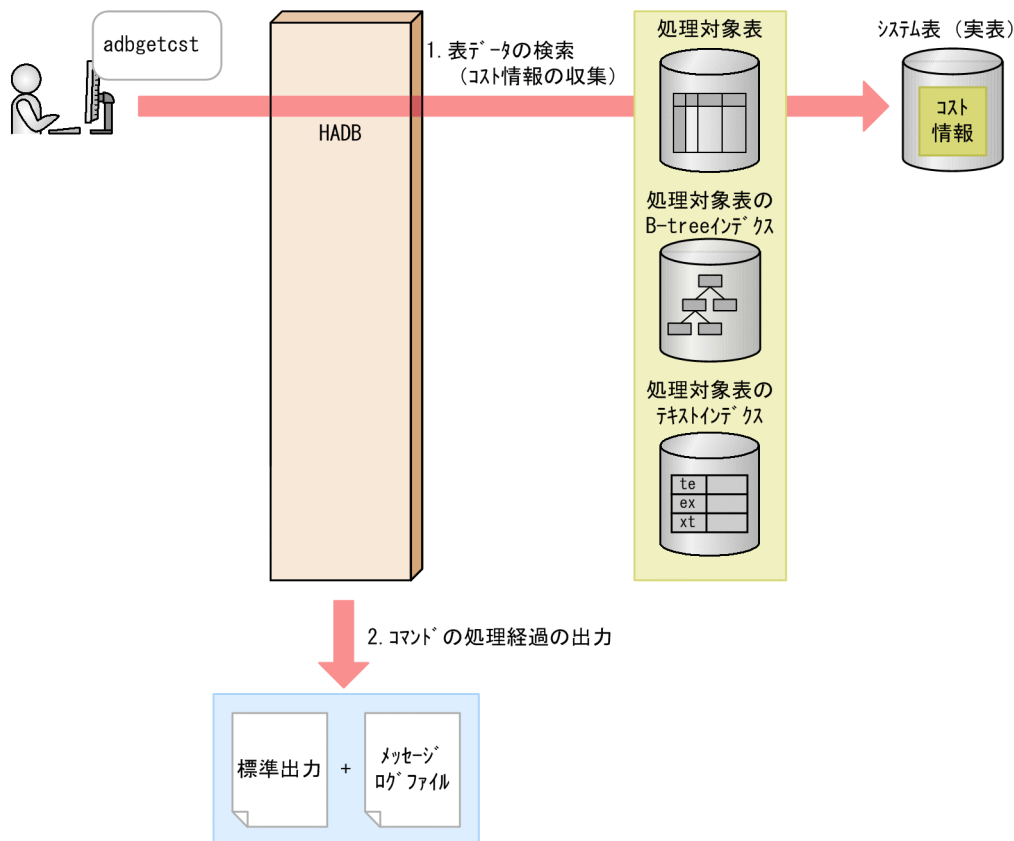 adbgetcst
HADB
1. 表ﾃﾞｰﾀの検索
（ｺｽﾄ情報の収集）
処理対象表
処理対象表の
B-treeｲﾝﾃﾞｸｽ
処理対象表の
ﾃｷｽﾄｲﾝﾃﾞｸｽ
te
ex
xt
ｼｽﾃﾑ表（実表）
ｺｽﾄ
情報
2. ｺﾏﾝﾄﾞの処理経過の出力
標準出力
+
ﾒｯｾｰｼﾞ
ﾛｸﾞﾌｧｲﾙ